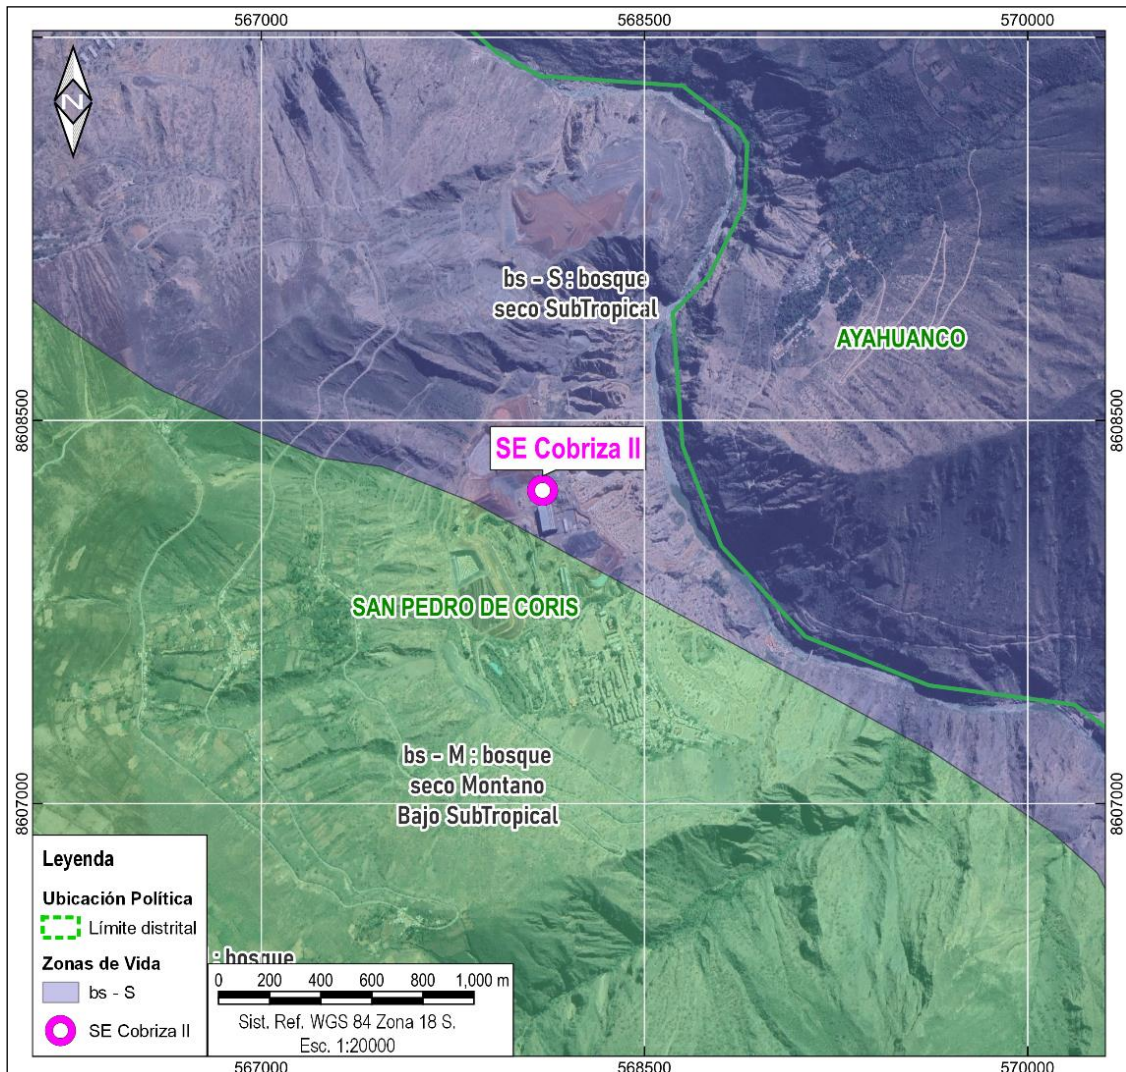 567000 568500 570000
N
bs - S : bosque
seco SubTropical
AYAHUANCO
8608500 8608500
SE Cobriza II
SAN PEDRO DE CORIS
bs - M : bosque
seco Montano
Bajo SubTropical
8607000 8607000
Leyenda
Ubicación Política
Límite distrital
Zonas de Vida
bs - S
SE Cobriza II
: bosque
0 200 400 600 800 1,000 m
Sist. Ref. WGS 84 Zona 18 S.
Esc. 1:20000
567000 568500 570000